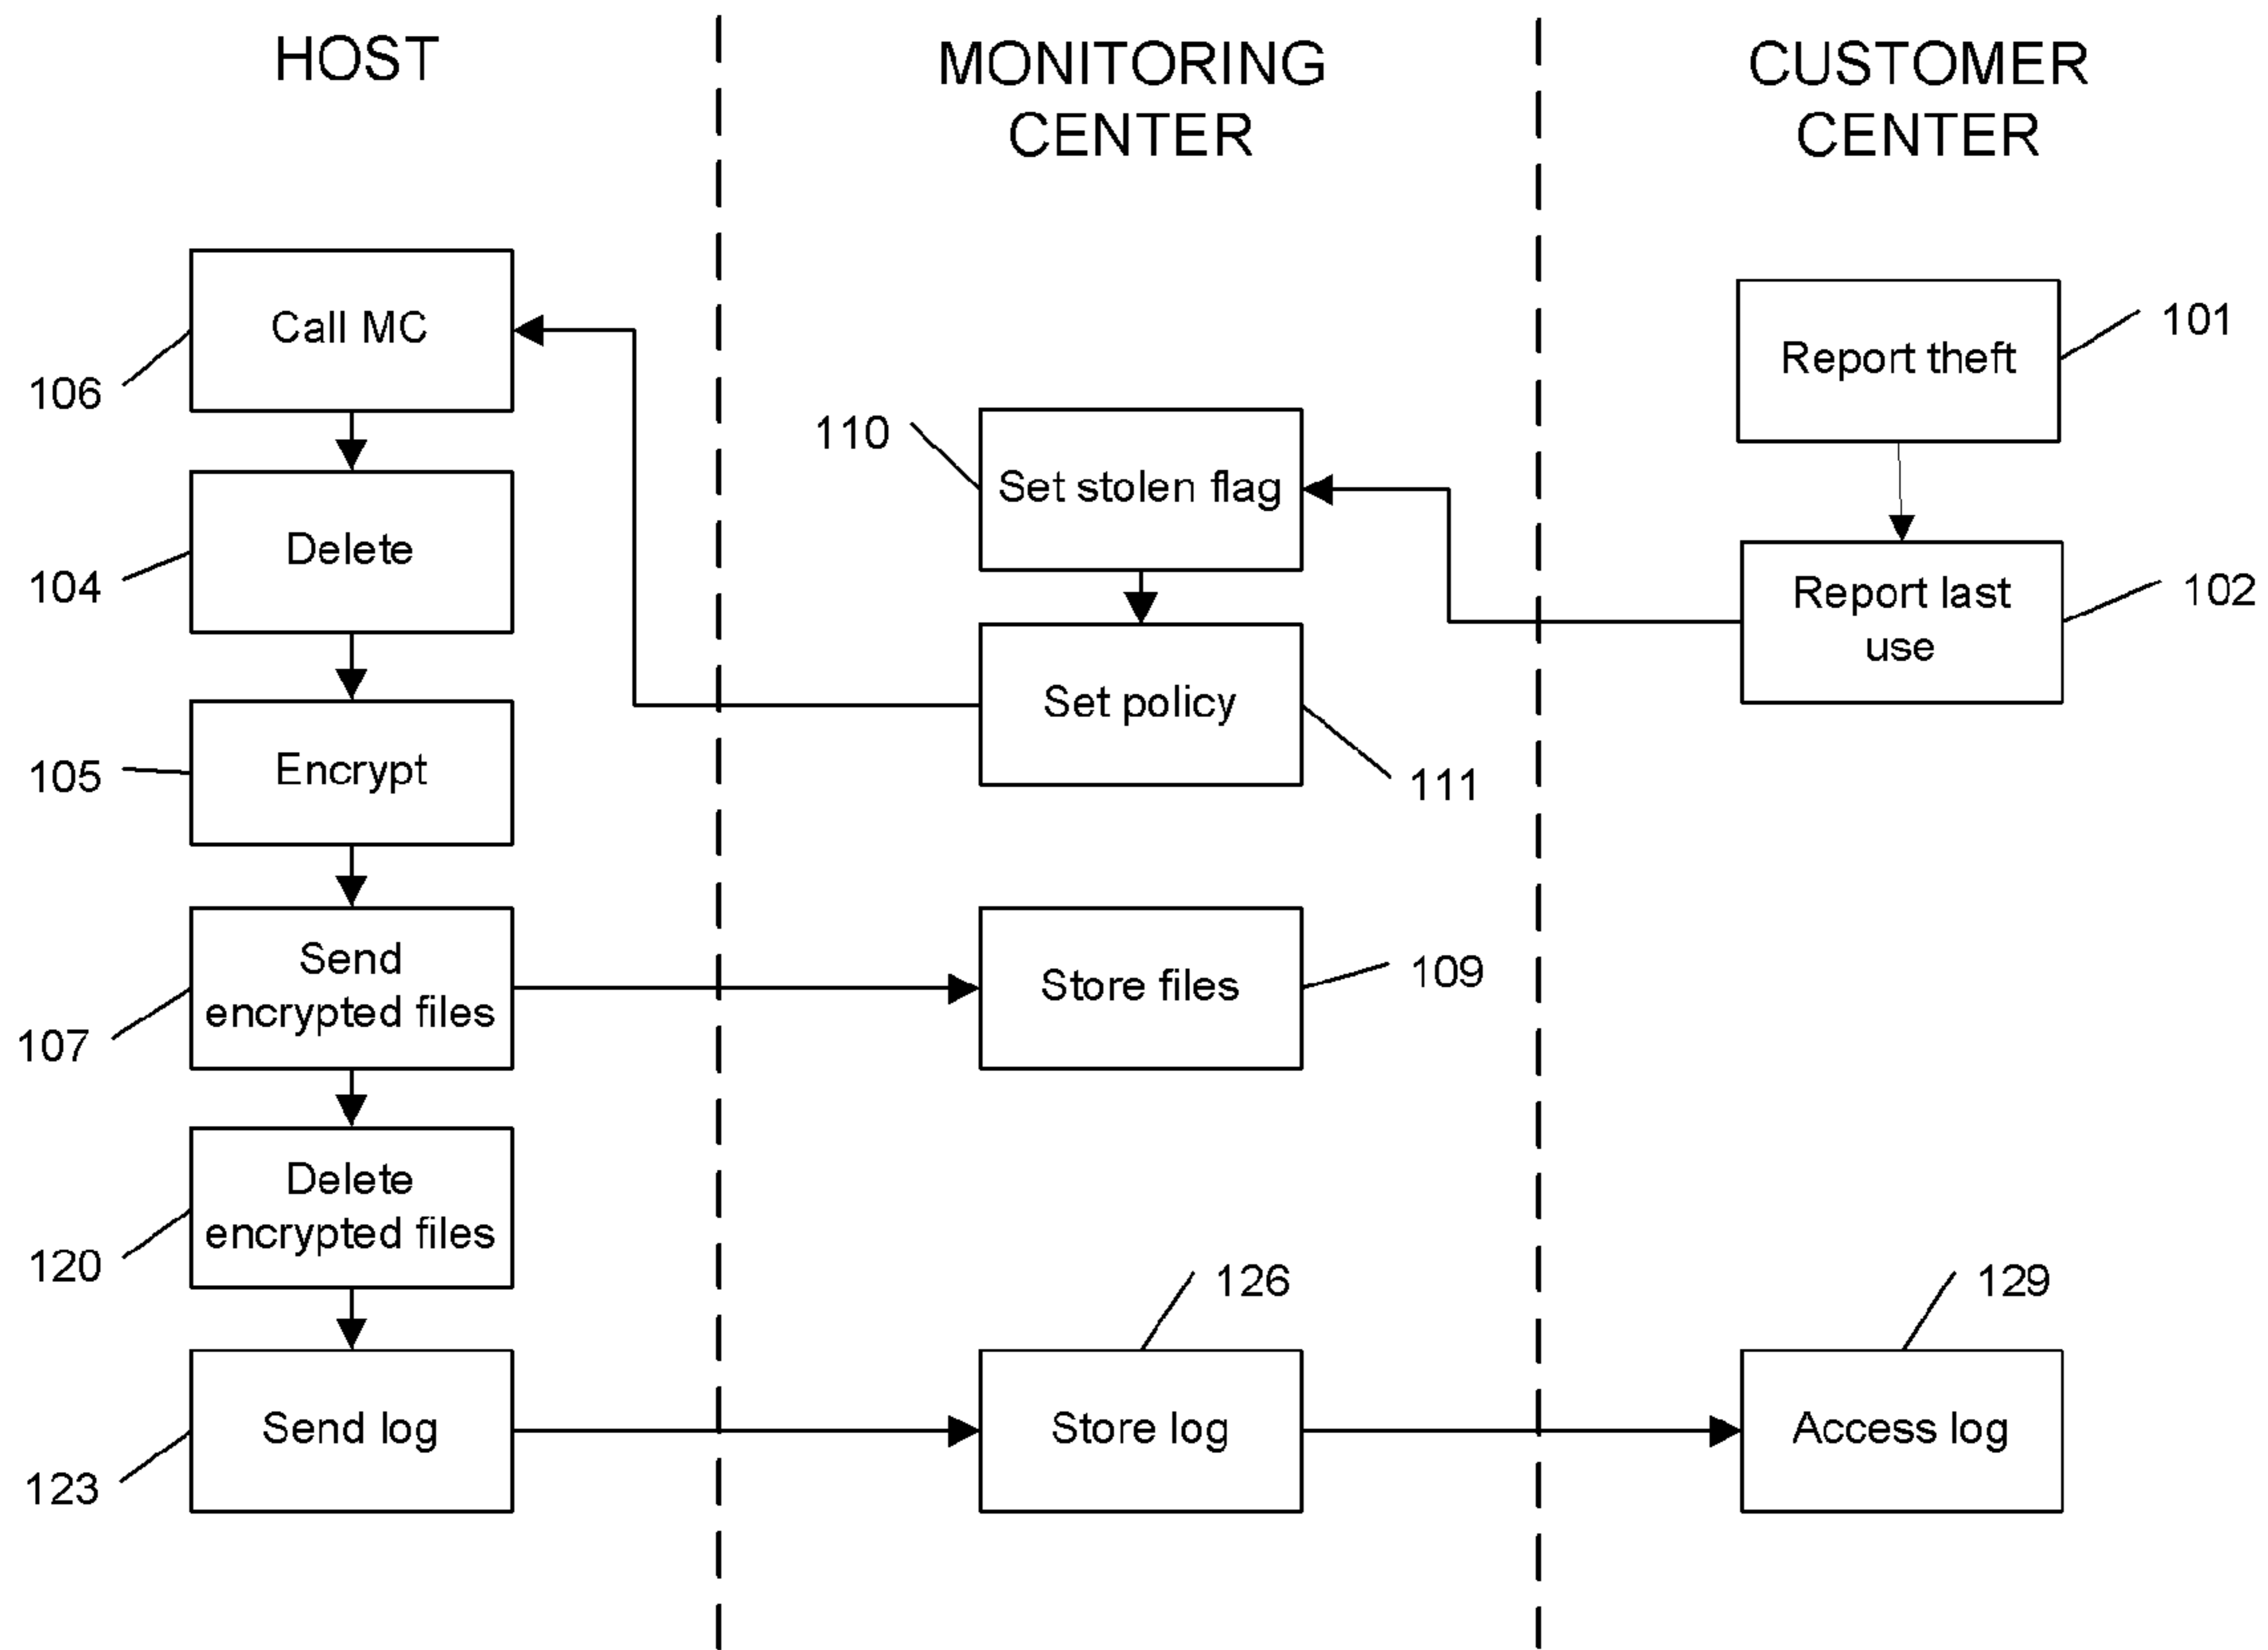 HOST
MONITORING
CENTER
CUSTOMER
CENTER
Call MC
106
Delete
104
Encrypt
105
Send
encrypted files
107
Delete
encrypted files
120
Send log
123
110
Set stolen flag
Set policy
111
Store files
109
126
Store log
Report theft
101
Report last
use
102
129
Access log